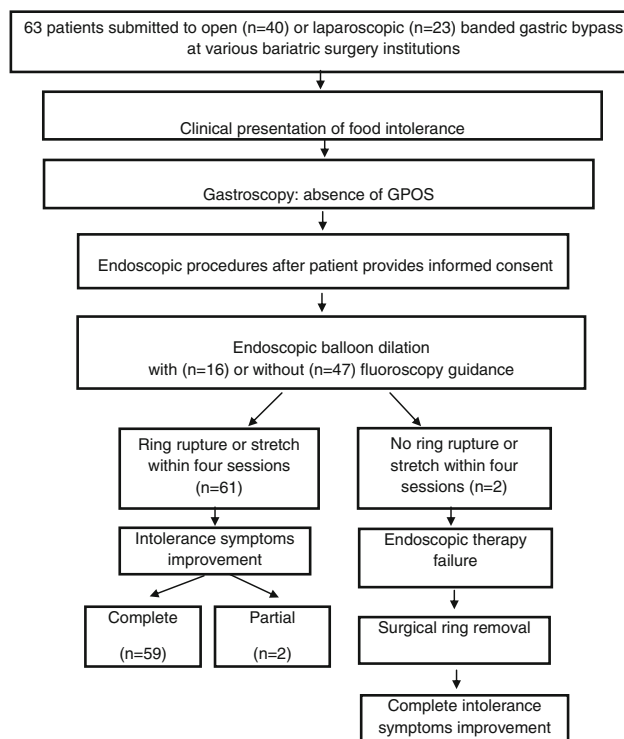 63 patients submitted to open (n=40) or laparoscopic (n=23) banded gastric bypass
at various bariatric surgery institutions
Clinical presentation of food intolerance
Gastroscopy: absence of GPOS
Endoscopic procedures after patient provides informed consent
Endoscopic balloon dilation
with (n=16) or without (n=47) fluoroscopy guidance
Ring rupture or stretch
within four sessions
(n=61)
No ring rupture or
stretch within four
sessions (n=2)
Intolerance symptoms
improvement
Endoscopic therapy
failure
Complete
(n=59)
Partial
(n=2)
Surgical ring removal
Complete intolerance
symptoms improvement